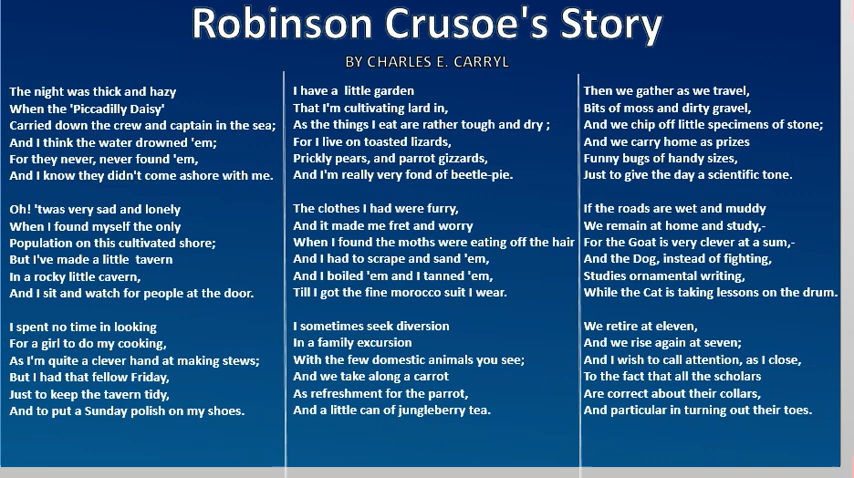 Robinson Crusoe's Story
BY CHARLES E. CARRYL
The night was thick and hazy
When the 'Piccadilly Daisy'
Carried down the crew and captain in the sea;
And I think the water drowned 'em;
For they never, never found 'em,
And I know they didn't come ashore with me.
Oh! 'twas very sad and lonely
When I found myself the only
Population on this cultivated shore;
But I've made a little tavern
In a rocky little cavern,
And I sit and watch for people at the door.
I spent no time in looking
For a girl to do my cooking,
As I'm quite a clever hand at making stews;
But I had that fellow Friday,
Just to keep the tavern tidy,
And to put a Sunday polish on my shoes.
I have a little garden
That I'm cultivating lard in,
As the things I eat are rather tough and dry ;
For I live on toasted lizards,
Prickly pears, and parrot gizzards,
And I'm really very fond of beetle-pie.
The clothes I had were furry,
And it made me fret and worry
When I found the moths were eating off the hair
And I had to scrape and sand 'em,
And I boiled 'em and I tanned 'em,
Till I got the fine morocco suit I wear.
I sometimes seek diversion
In a family excursion
With the few domestic animals you see;
And we take along a carrot
As refreshment for the parrot,
And a little can of jungleberry tea.
Then we gather as we travel,
Bits of moss and dirty gravel,
And we chip off little specimens of stone;
And we carry home as prizes
Funny bugs of handy sizes,
Just to give the day a scientific tone.
If the roads are wet and muddy
We remain at home and study,-
For the Goat is very clever at a sum,-
And the Dog, instead of fighting,
Studies ornamental writing,
While the Cat is taking lessons on the drum.
We retire at eleven,
And we rise again at seven;
And I wish to call attention, as I close,
To the fact that all the scholars
Are correct about their collars,
And particular in turning out their toes.